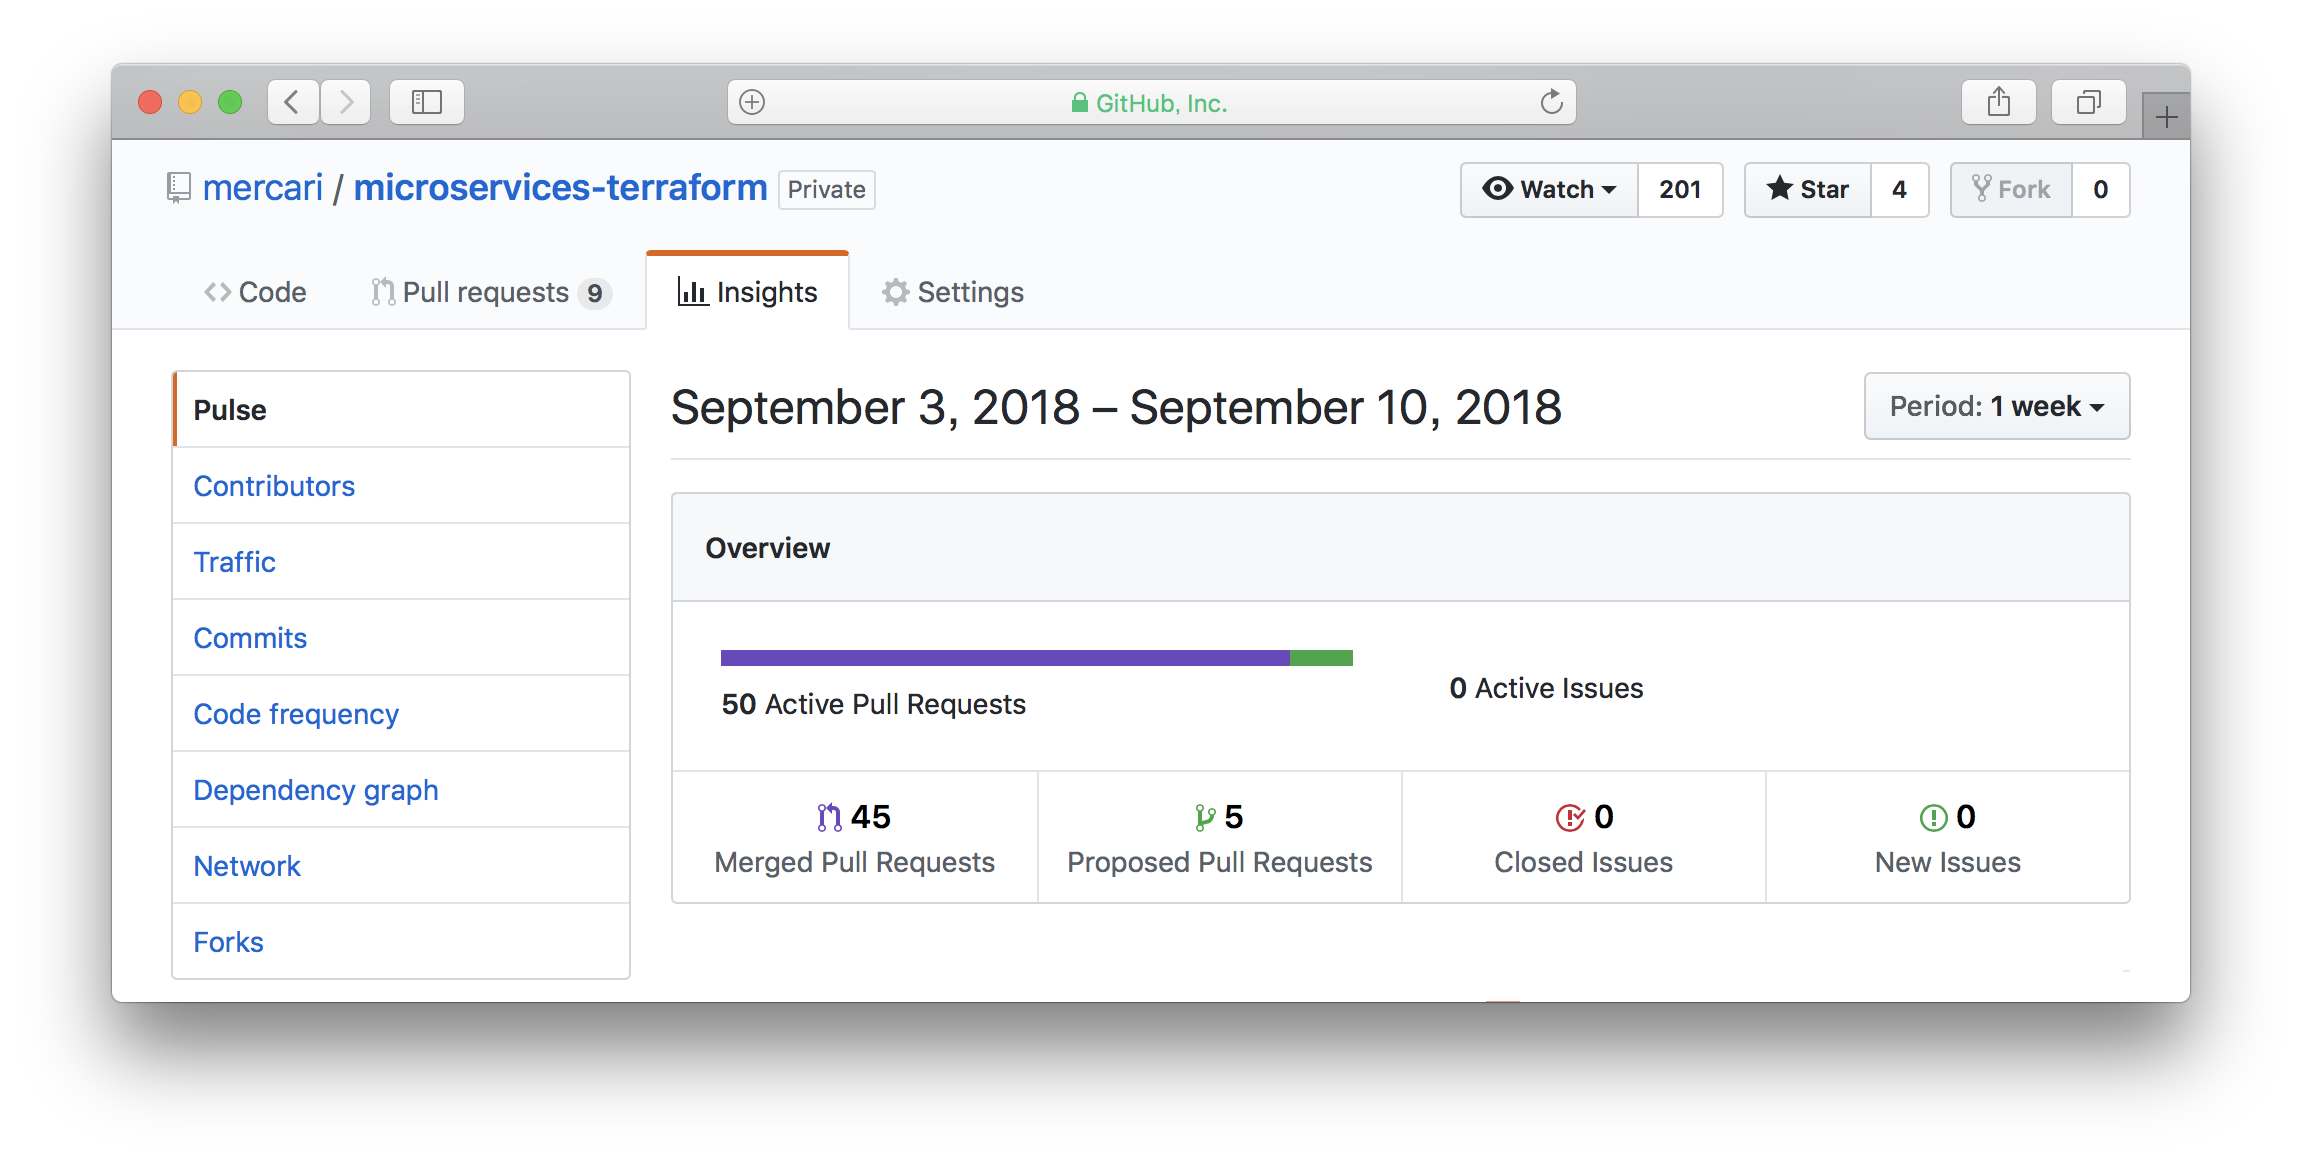 GitHub, Inc.
mercari / microservices-terraform Private
Watch 201 Star 4 Fork 0
Code Pull requests 9 Insights Settings
Pulse
Contributors
Traffic
Commits
Code frequency
Dependency graph
Network
Forks
September 3, 2018 – September 10, 2018
Period: 1 week
Overview
50 Active Pull Requests
0 Active Issues
45
Merged Pull Requests
5
Proposed Pull Requests
0
Closed Issues
0
New Issues